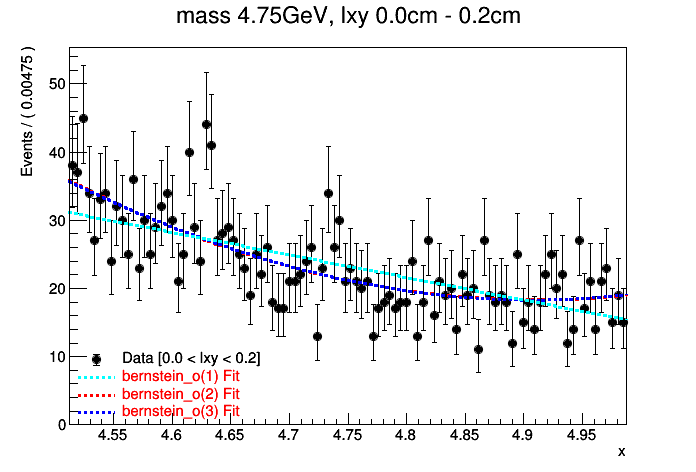 mass 4.75GeV, lxy 0.0cm - 0.2cm
Events / ( 0.00475 )
50
40
30
20
10
0
Data [0.0 < lxy < 0.2]
bernstein_o(1) Fit
bernstein_o(2) Fit
bernstein_o(3) Fit
4.55 4.6 4.65 4.7 4.75 4.8 4.85 4.9 4.95
x